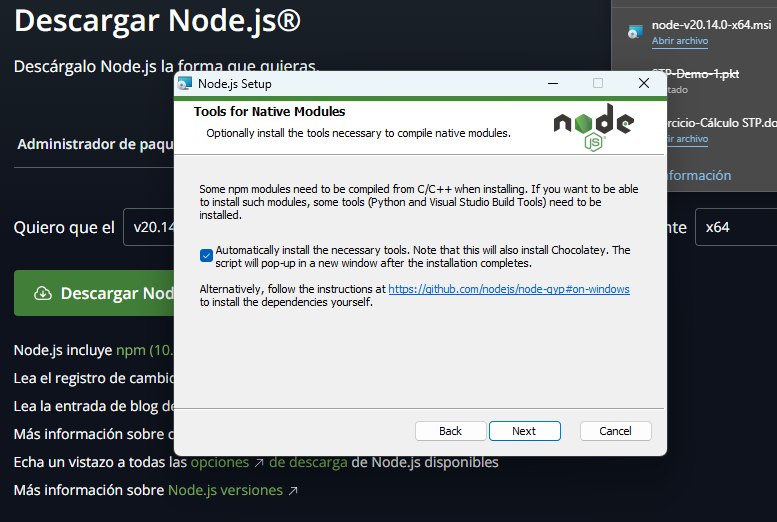 Descargar Node.js®
Descárgalo Node.js la forma que quieras.
node-v20.14.0-x64.msi
Abrir archivo
STP-Demo-1.pkt
Node.js Setup
Tools for Native Modules
Optionally install the tools necessary to compile native modules.
node
JS
Administrador de paqu
Cálculo STP.do
Some npm modules need to be compiled from C/C++ when installing. If you want to be able
to install such modules, some tools (Python and Visual Studio Build Tools) need to be
installed.
Quiero que el
v20.14
nte
x64
Automatically install the necessary tools. Note that this will also install Chocolatey. The
script will pop-up in a new window after the installation completes.
Alternatively, follow the instructions at https://github.com/nodejs/node-gyp#on-windows
to install the dependencies yourself.
Descargar Nod
Node.js incluye npm (10.
Lea el registro de cambio
Lea la entrada de blog de
Más información sobre c
Back
Next
Cancel
Echa un vistazo a todas las opciones ↗ de descarga de Node.js disponibles
Más información sobre Node.js versiones ↗